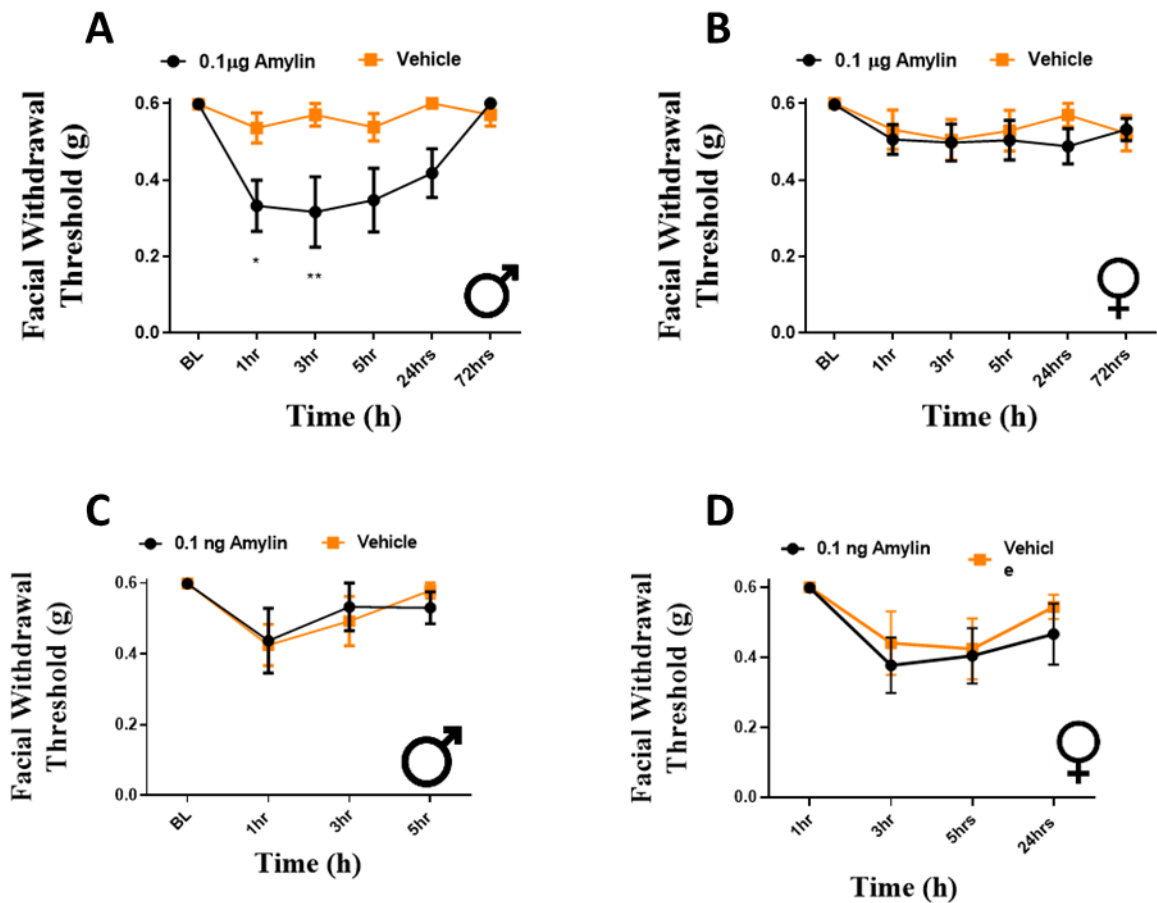 A
0.1μg Amylin
Vehicle
Facial Withdrawal
Threshold (g)
0.6
0.4
0.2
0.0
*
**
BL
1hr
3hr
5hr
24hrs
72hrs
Time (h)
B
0.1 μg Amylin
Vehicle
Facial Withdrawal
Threshold (g)
0.6
0.4
0.2
0.0
BL
1hr
3hr
5hr
24hrs
72hrs
Time (h)
C
0.1 ng Amylin
Vehicle
Facial Withdrawal
Threshold (g)
0.6
0.4
0.2
0.0
BL
1hr
3hr
5hr
Time (h)
D
0.1 ng Amylin
Vehicl
e
Facial Withdrawal
Threshold (g)
0.6
0.4
0.2
0.0
1hr
3hr
5hrs
24hrs
Time (h)